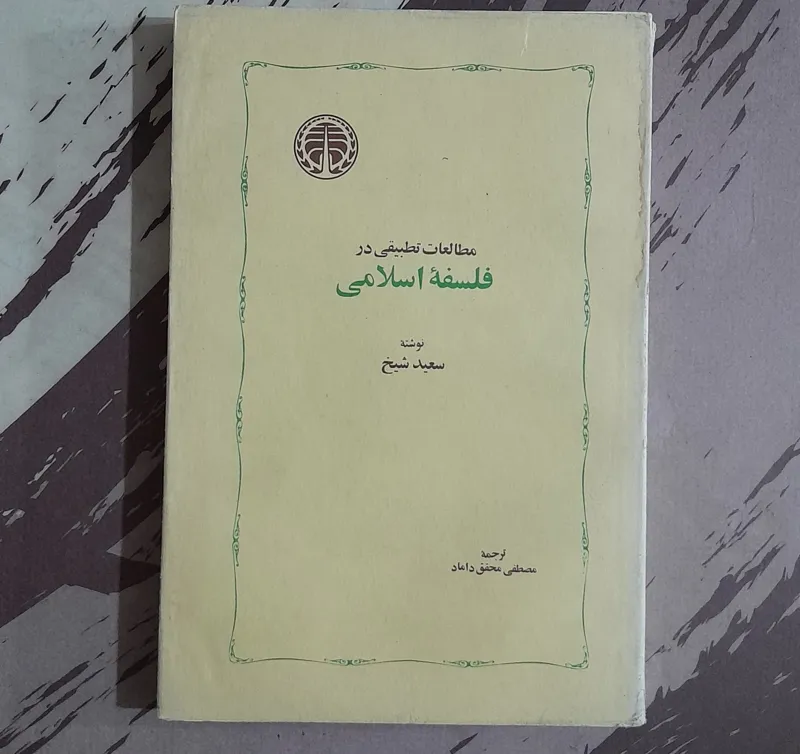 مطالعات تطبیقی در
فلسفهٔ اسلامی
نوشتهٔ
سعید شیخ
ترجمهٔ
مصطفی محقق داماد